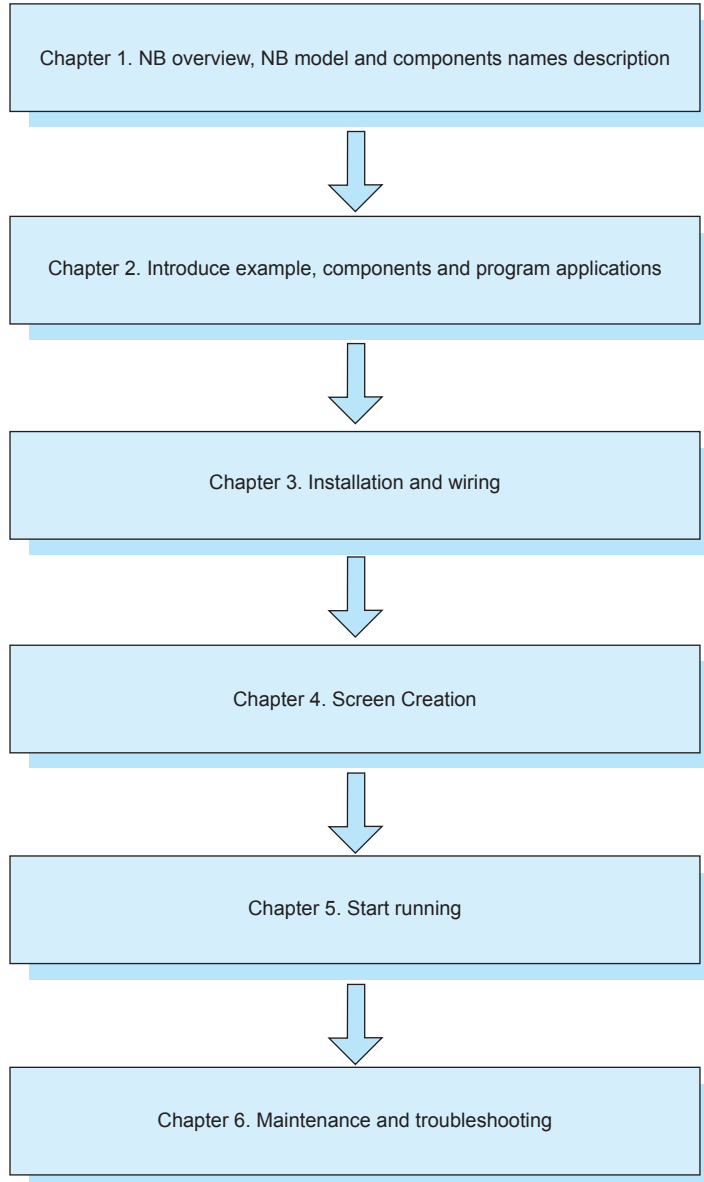 Chapter 1. NB overview, NB model and components names description
Chapter 2. Introduce example, components and program applications
Chapter 3. Installation and wiring
Chapter 4. Screen Creation
Chapter 5. Start running
Chapter 6. Maintenance and troubleshooting